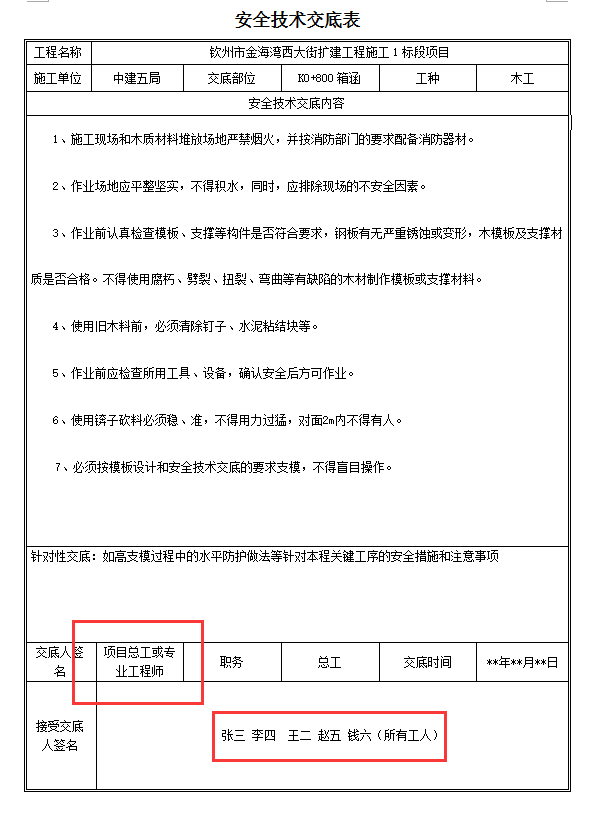 安全技术交底表
工程名称 钦州市金海湾西大街扩建工程施工1标段项目
施工单位 中建五局 交底部位 K0+800箱涵 工种 木工
安全技术交底内容
1、施工现场和木质材料堆放场地严禁烟火，并按消防部门的要求配备消防器材。
2、作业场地应平整坚实，不得积水，同时，应排除现场的不安全因素。
3、作业前认真检查模板、支撑等构件是否符合要求，钢板有无严重锈蚀或变形，木模板及支撑材
质是否合格。不得使用腐朽、劈裂、扭裂、弯曲等有缺陷的木材制作模板或支撑材料。
4、使用旧木料前，必须清除钉子、水泥粘结块等。
5、作业前应检查所用工具、设备，确认安全后方可作业。
6、使用锛子砍料必须稳、准，不得用力过猛，对面2m内不得有人。
7、必须按模板设计和安全技术交底的要求支模，不得盲目操作。
针对性交底：如高支模过程中的水平防护做法等针对本程关键工序的安全措施和注意事项
交底人签名 项目总工或专业工程师 职务 总工 交底时间 **年**月**日
接受交底人签名 张三 李四 王二 赵五 钱六（所有工人）